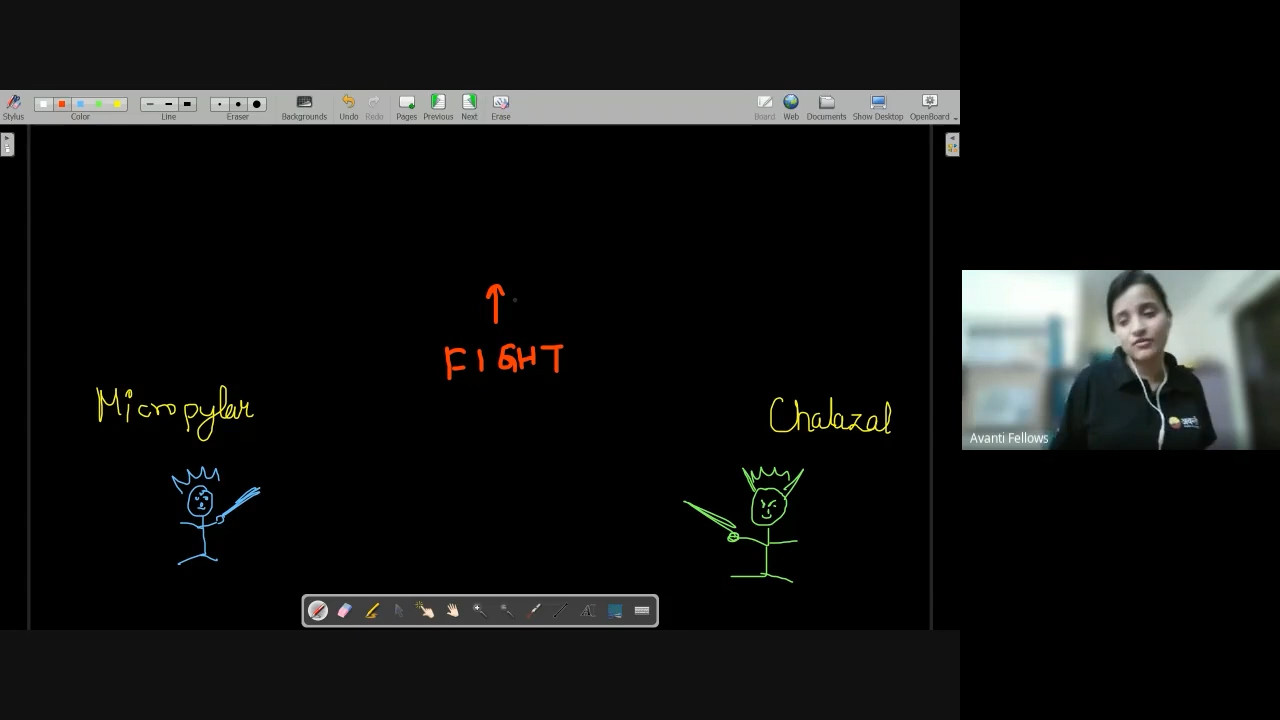 Stylus
Color
Line
Eraser
Backgrounds
Undo
Redo
Pages
Previous
Next
Erase
Board
Web
Documents
Show Desktop
OpenBoard
FIGHT
Micropylar
Chalazal
Avanti Fellows
अवन्ती